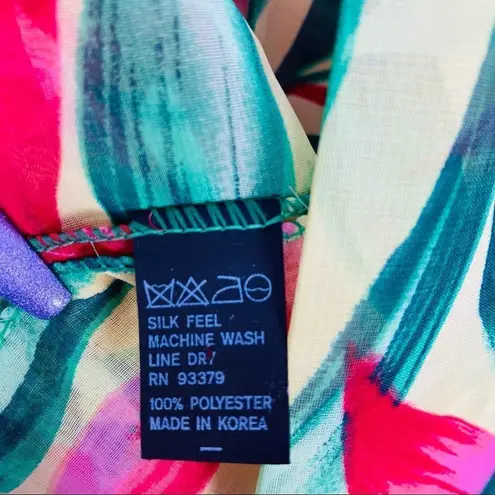 SILK FEEL
MACHINE WASH
LINE DRY
RN 93379
100% POLYESTER
MADE IN KOREA